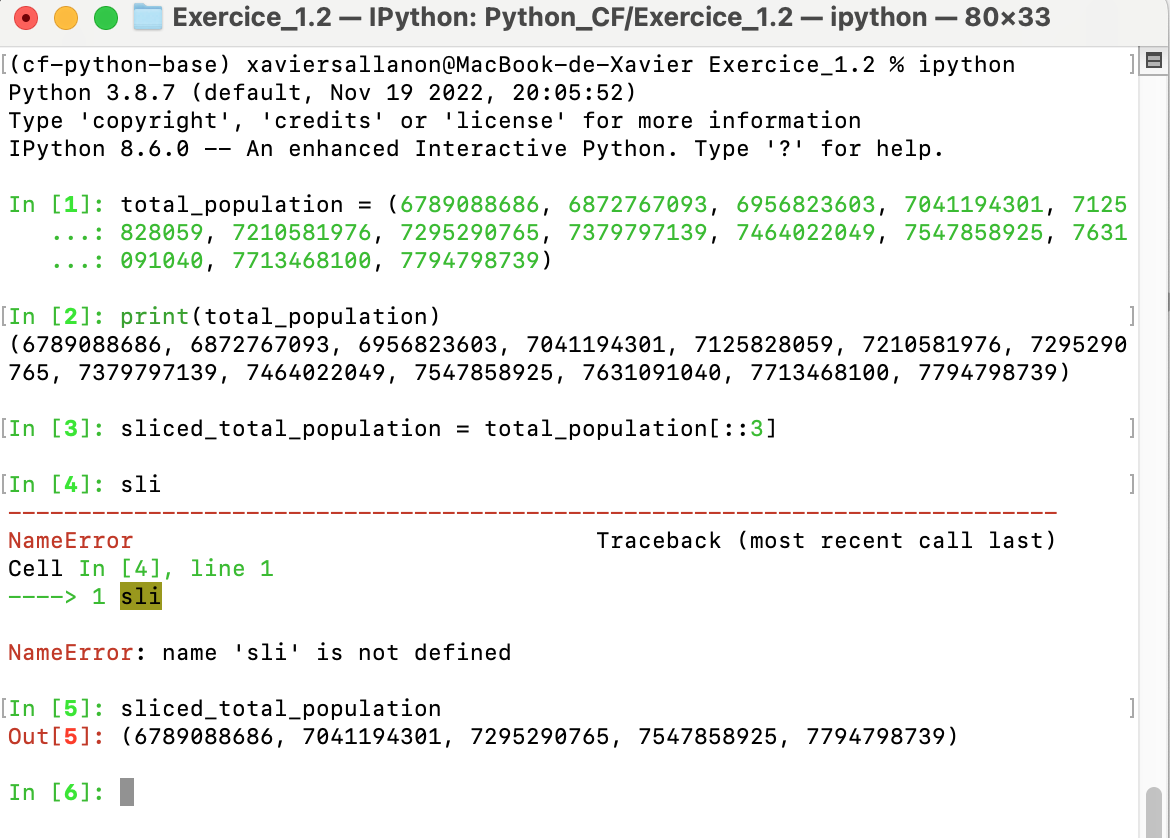 Exercice_1.2 — IPython: Python_CF/Exercice_1.2 — ipython — 80×33
[(cf-python-base) xaviersallanon@MacBook-de-Xavier Exercice_1.2 % ipython ]
Python 3.8.7 (default, Nov 19 2022, 20:05:52)
Type 'copyright', 'credits' or 'license' for more information
IPython 8.6.0 -- An enhanced Interactive Python. Type '?' for help.
In [1]: total_population = (6789088686, 6872767093, 6956823603, 7041194301, 7125
...: 828059, 7210581976, 7295290765, 7379797139, 7464022049, 7547858925, 7631
...: 091040, 7713468100, 7794798739)
[In [2]: print(total_population) ]
(6789088686, 6872767093, 6956823603, 7041194301, 7125828059, 7210581976, 7295290
765, 7379797139, 7464022049, 7547858925, 7631091040, 7713468100, 7794798739)
[In [3]: sliced_total_population = total_population[::3] ]
[In [4]: sli ]
---------------------------------------------------------------------------
NameError Traceback (most recent call last)
Cell In [4], line 1
----> 1 sli
NameError: name 'sli' is not defined
[In [5]: sliced_total_population ]
Out[5]: (6789088686, 7041194301, 7295290765, 7547858925, 7794798739)
In [6]: